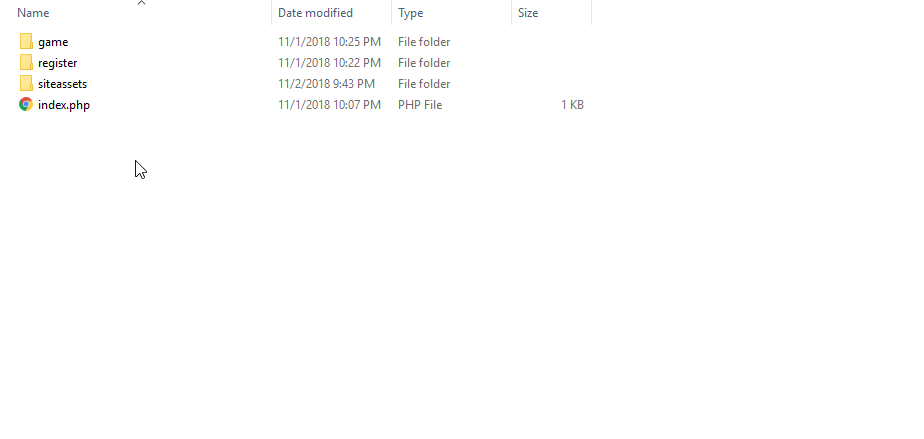 Name Date modified Type Size
game 11/1/2018 10:25 PM File folder
register 11/1/2018 10:22 PM File folder
siteassets 11/2/2018 9:43 PM File folder
index.php 11/1/2018 10:07 PM PHP File 1 KB